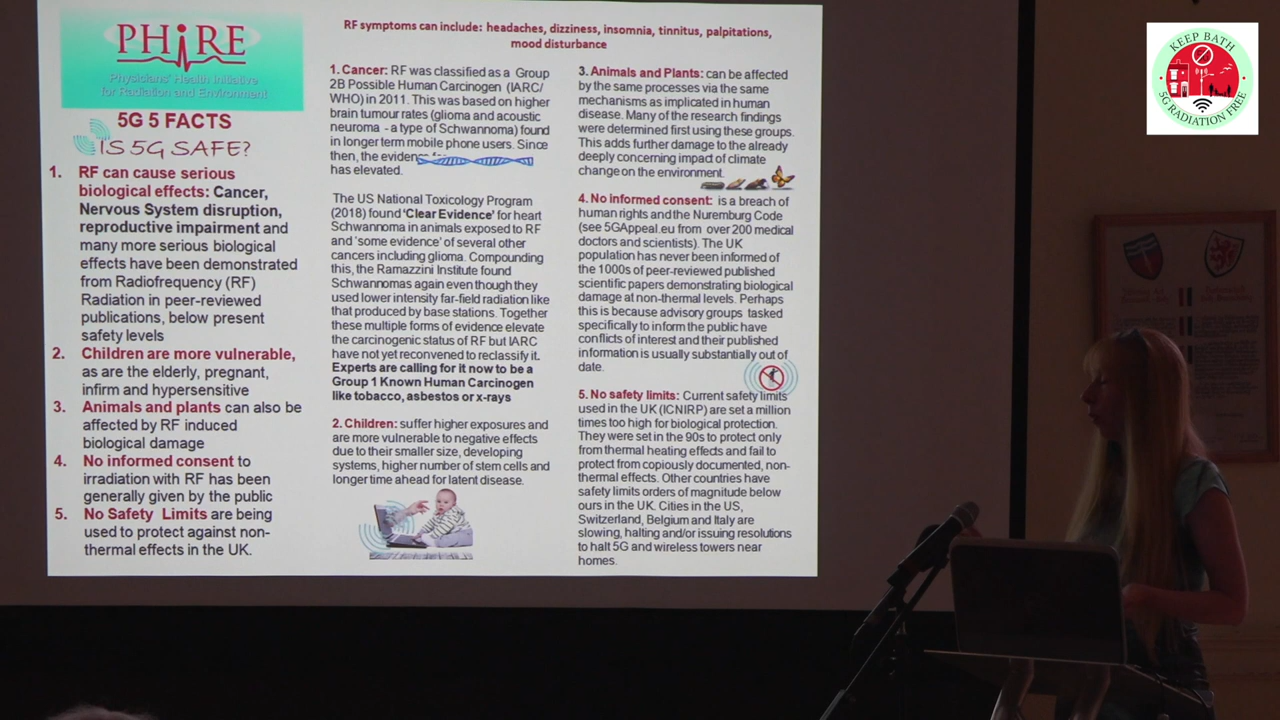 PHiRE
Physicians' Health Initiative
for Radiation and Environment
5G 5 FACTS
IS 5G SAFE?
1. RF can cause serious
biological effects: Cancer,
Nervous System disruption,
reproductive impairment and
many more serious biological
effects have been demonstrated
from Radiofrequency (RF)
Radiation in peer-reviewed
publications, below present
safety levels
2. Children are more vulnerable,
as are the elderly, pregnant,
infirm and hypersensitive
3. Animals and plants can also be
affected by RF induced
biological damage
4. No informed consent to
irradiation with RF has been
generally given by the public
5. No Safety Limits are being
used to protect against non-
thermal effects in the UK.
RF symptoms can include: headaches, dizziness, insomnia, tinnitus, palpitations,
mood disturbance
1. Cancer: RF was classified as a Group
2B Possible Human Carcinogen (IARC/
WHO) in 2011. This was based on higher
brain tumour rates (glioma and acoustic
neuroma - a type of Schwannoma) found
in longer term mobile phone users. Since
then, the evidence
has elevated.
The US National Toxicology Program
(2018) found 'Clear Evidence' for heart
Schwannoma in animals exposed to RF
and 'some evidence' of several other
cancers including glioma. Compounding
this, the Ramazzini Institute found
Schwannomas again even though they
used lower intensity far-field radiation like
that produced by base stations. Together
these multiple forms of evidence elevate
the carcinogenic status of RF but IARC
have not yet reconvened to reclassify it.
Experts are calling for it now to be a
Group 1 Known Human Carcinogen
like tobacco, asbestos or x-rays
2. Children: suffer higher exposures and
are more vulnerable to negative effects
due to their smaller size, developing
systems, higher number of stem cells and
longer time ahead for latent disease.
3. Animals and Plants: can be affected
by the same processes via the same
mechanisms as implicated in human
disease. Many of the research findings
were determined first using these groups.
This adds further damage to the already
deeply concerning impact of climate
change on the environment.
4. No informed consent: is a breach of
human rights and the Nuremburg Code
(see 5GAppeal.eu from over 200 medical
doctors and scientists). The UK
population has never been informed of
the 1000s of peer-reviewed published
scientific papers demonstrating biological
damage at non-thermal levels. Perhaps
this is because advisory groups tasked
specifically to inform the public have
conflicts of interest and their published
information is usually substantially out of
date.
5. No safety limits: Current safety limits
used in the UK (ICNIRP) are set a million
times too high for biological protection.
They were set in the 90s to protect only
from thermal heating effects and fail to
protect from copiously documented, non-
thermal effects. Other countries have
safety limits orders of magnitude below
ours in the UK. Cities in the US,
Switzerland, Belgium and Italy are
slowing, halting and/or issuing resolutions
to halt 5G and wireless towers near
homes.
KEEP BATH
5G RADIATION FREE